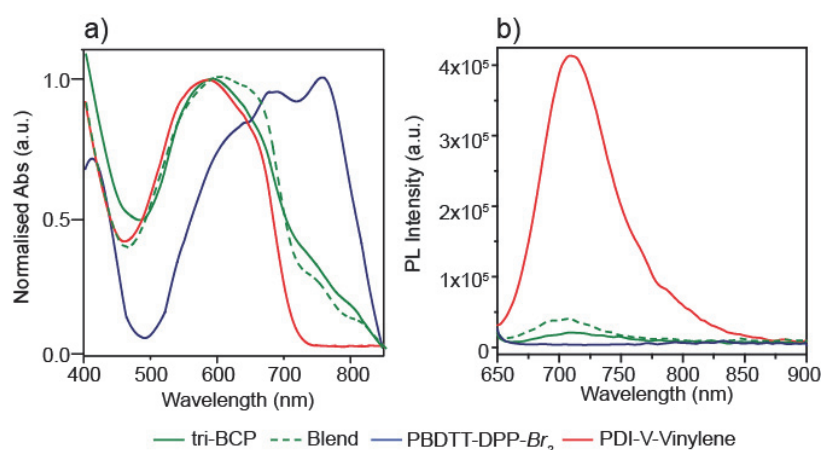 a)
1.0
0.5
0.0
400 500 600 700 800
Normalised Abs (a.u.)
Wavelength (nm)
b)
4x10⁵
3x10⁵
2x10⁵
1x10⁵
0
650 700 750 800 850 900
PL Intensity (a.u.)
Wavelength (nm)
tri-BCP Blend PBDTT-DPP-Br₂ PDI-V-Vinylene